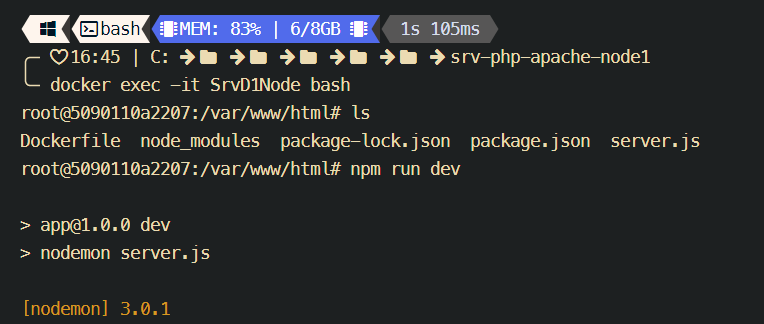 bash MEM: 83% | 6/8GB 1s 105ms
16:45 | C: srv-php-apache-node1
docker exec -it SrvD1Node bash
root@5090110a2207:/var/www/html# ls
Dockerfile node_modules package-lock.json package.json server.js
root@5090110a2207:/var/www/html# npm run dev
> app@1.0.0 dev
> nodemon server.js
[nodemon] 3.0.1